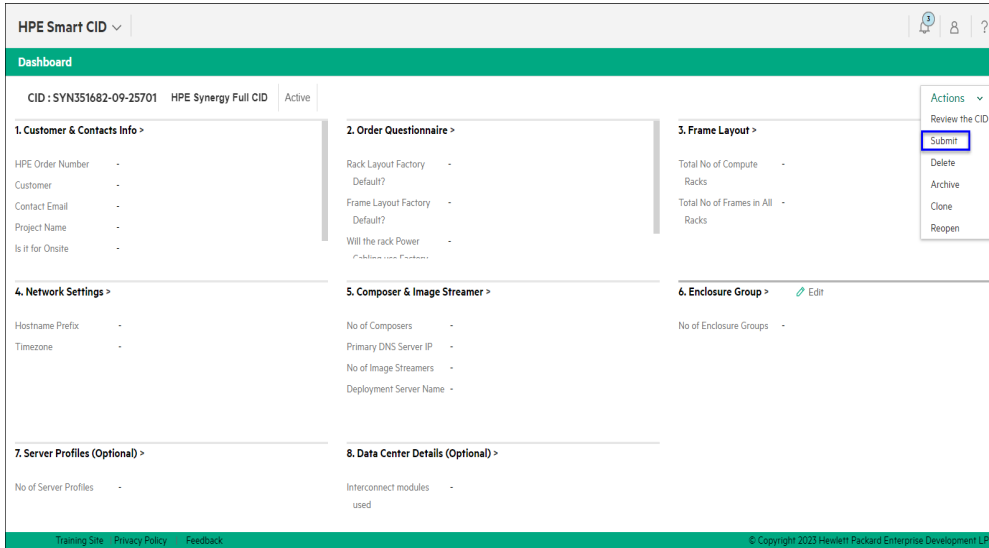 HPE Smart CID
3
?
Dashboard
CID : SYN351682-09-25701 HPE Synergy Full CID Active
Actions
Review the CID
Submit
Delete
Archive
Clone
Reopen
1. Customer & Contacts Info >
HPE Order Number -
Customer -
Contact Email -
Project Name -
Is it for Onsite -
2. Order Questionnaire >
Rack Layout Factory -
Default?
Frame Layout Factory -
Default?
Will the rack Power -
Cabling use Factory
3. Frame Layout >
Total No of Compute -
Racks
Total No of Frames in All -
Racks
4. Network Settings >
Hostname Prefix -
Timezone -
5. Composer & Image Streamer >
No of Composers -
Primary DNS Server IP -
No of Image Streamers -
Deployment Server Name -
6. Enclosure Group > Edit
No of Enclosure Groups -
7. Server Profiles (Optional) >
No of Server Profiles -
8. Data Center Details (Optional) >
Interconnect modules -
used
Training Site Privacy Policy Feedback
© Copyright 2023 Hewlett Packard Enterprise Development LP